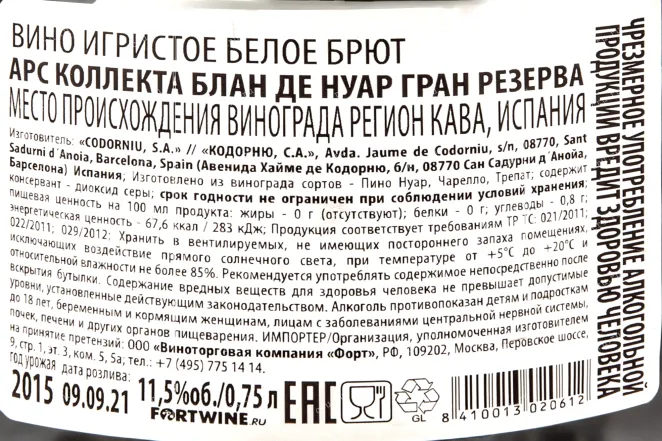 ВИНО ИГРИСТОЕ БЕЛОЕ БРЮТ
АРС КОЛЛЕКТА БЛАН ДЕ НУАР ГРАН РЕЗЕРВА
МЕСТО ПРОИСХОЖДЕНИЯ ВИНОГРАДА РЕГИОН КАВА, ИСПАНИЯ
Изготовитель: «CODORNIU, S.A.» // «КОДОРНЮ, С.А.», Avda. Jaume de Codorniu, s/n, 08770, Sant
Sadurni d´Anoia, Barcelona, Spain (Авенида Хайме де Кодорню, б/н, 08770 Сан Садурни д´Анойа,
Барселона) Испания; Изготовлено из винограда сортов - Пино Нуар, Чарелло, Трепат; содержит
консервант - диоксид серы; срок годности не ограничен при соблюдении условий хранения;
пищевая ценность на 100 мл продукта: жиры - 0 г (отсутствуют); белки - 0 г; углеводы - 0,8 г;
энергетическая ценность - 67,6 ккал / 283 кДж; Продукция соответствует требованиям ТР ТС: 021/2011;
022/2011; 029/2012; Хранить в вентилируемых, не имеющих постороннего запаха помещениях,
исключающих воздействие прямого солнечного света, при температуре от +5°С до +20°С и
относительной влажности не более 85%. Рекомендуется употреблять содержимое непосредственно после
вскрытия бутылки. Содержание вредных веществ для здоровья человека не превышает допустимые
уровни, установленные действующим законодательством. Алкоголь противопоказан детям и подросткам
до 18 лет, беременным и кормящим женщинам, лицам с заболеваниями центральной нервной системы,
почек, печени и других органов пищеварения. ИМПОРТЕР/Организация, уполномоченная изготовителем
на принятие претензий: ООО «Виноторговая компания «Форт», РФ, 109202, Москва, Перовское шоссе,
9, стр. 1, эт. 3, ком. 5, 5а; тел.: +7 (495) 775 14 14.
год урожая дата розлива:
2015 09.09.21 11,5%об./0,75 л EAC
FORTWINE.RU
GL
8410013020612
ЧРЕЗМЕРНОЕ УПОТРЕБЛЕНИЕ АЛКОГОЛЬНОЙ
ПРОДУКЦИИ ВРЕДИТ ЗДОРОВЬЮ ЧЕЛОВЕКА